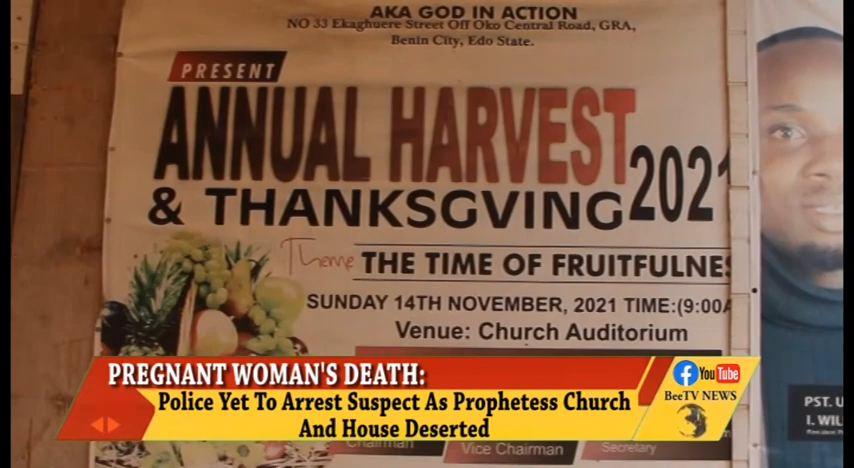 AKA GOD IN ACTION
NO 33 Ekaghuere Street Off Oko Central Road, GRA,
Benin City, Edo State.
PRESENT
ANNUAL HARVEST
& THANKSGVING 2021
Theme THE TIME OF FRUITFULNES
SUNDAY 14TH NOVEMBER, 2021 TIME:(9:00A
Venue: Church Auditorium
PREGNANT WOMAN'S DEATH:
Police Yet To Arrest Suspect As Prophetess Church
And House Deserted
YouTube
BeeTV NEWS
Chairman
Vice Chairman
Secretary
PST. U
I. WIL